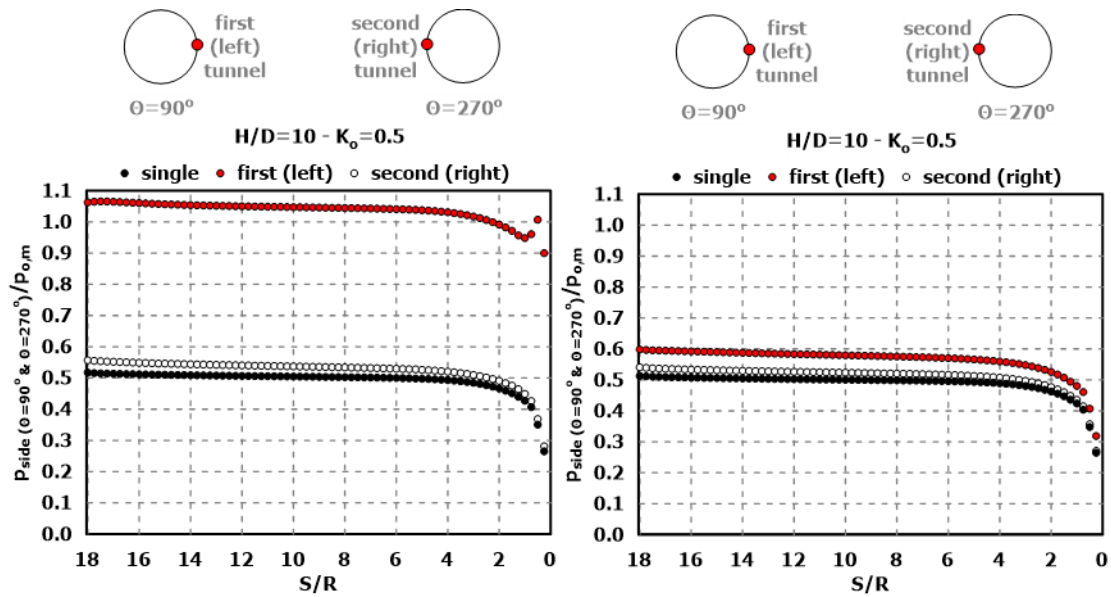 first
(left)
tunnel
second
(right)
tunnel
Θ=90°
Θ=270°
H/D=10 - Kₒ=0.5
single
first (left)
second (right)
1.1
1.0
0.9
0.8
0.7
0.6
0.5
0.4
0.3
0.2
0.1
0.0
p_side (Θ=90° & Θ=270°)/p_o,m
18 16 14 12 10 8 6 4 2 0
S/R
first
(left)
tunnel
second
(right)
tunnel
Θ=90°
Θ=270°
H/D=10 - Kₒ=0.5
single
first (left)
second (right)
1.1
1.0
0.9
0.8
0.7
0.6
0.5
0.4
0.3
0.2
0.1
0.0
p_side (Θ=90° & Θ=270°)/p_o,m
18 16 14 12 10 8 6 4 2 0
S/R